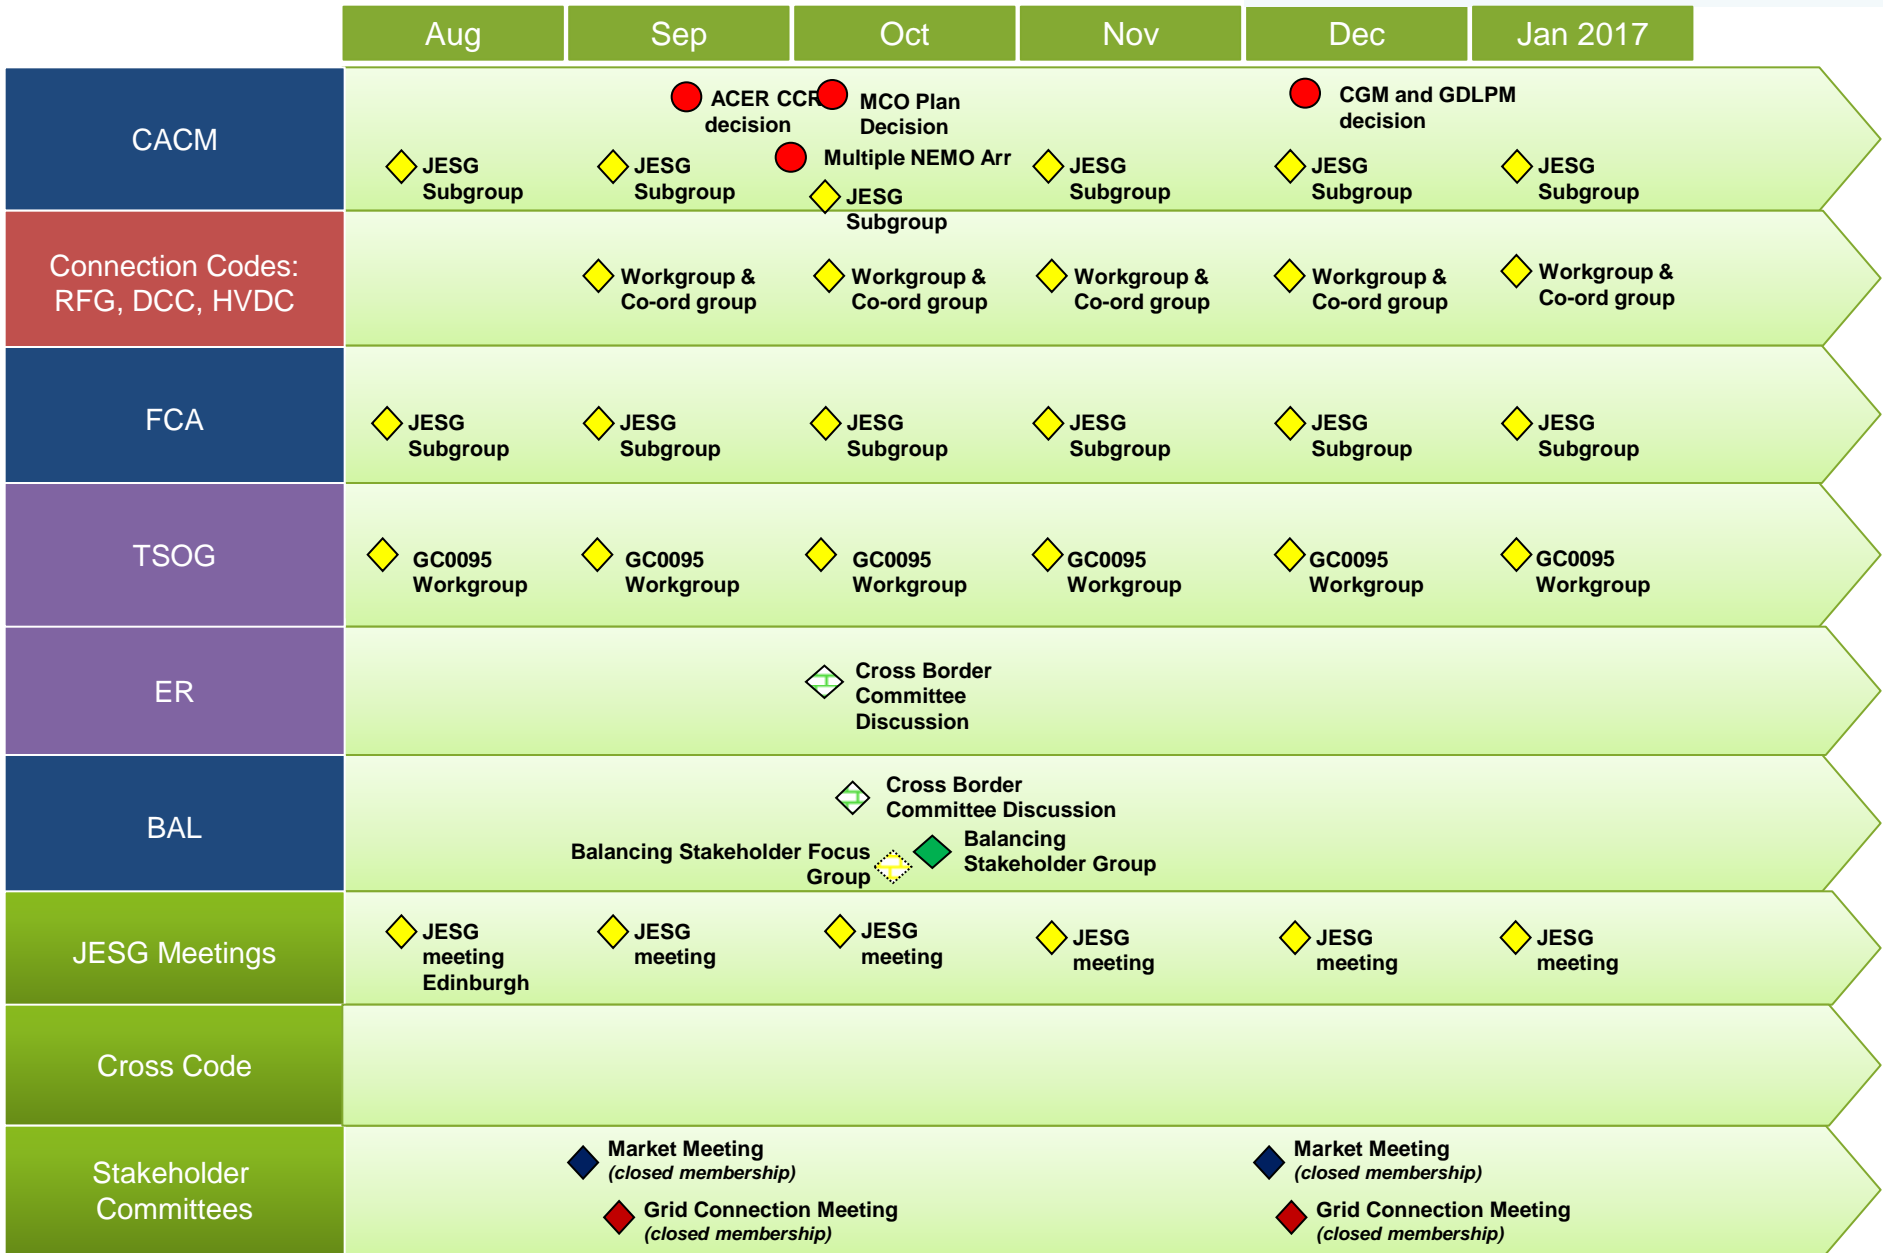 Aug Sep Oct Nov Dec Jan 2017
CACM
ACER CCR
decision
MCO Plan
Decision
CGM and GDLPM
decision
Multiple NEMO Arr
JESG
Subgroup
JESG
Subgroup
JESG
Subgroup
JESG
Subgroup
JESG
Subgroup
JESG
Subgroup
Connection Codes:
RFG, DCC, HVDC
Workgroup &
Co-ord group
Workgroup &
Co-ord group
Workgroup &
Co-ord group
Workgroup &
Co-ord group
Workgroup &
Co-ord group
FCA
JESG
Subgroup
JESG
Subgroup
JESG
Subgroup
JESG
Subgroup
JESG
Subgroup
JESG
Subgroup
TSOG
GC0095
Workgroup
GC0095
Workgroup
GC0095
Workgroup
GC0095
Workgroup
GC0095
Workgroup
GC0095
Workgroup
ER
Cross Border
Committee
Discussion
BAL
Cross Border
Committee Discussion
Balancing Stakeholder Focus
Group
Balancing
Stakeholder Group
JESG Meetings
JESG
meeting
Edinburgh
JESG
meeting
JESG
meeting
JESG
meeting
JESG
meeting
JESG
meeting
Cross Code
Stakeholder
Committees
Market Meeting
(closed membership)
Grid Connection Meeting
(closed membership)
Market Meeting
(closed membership)
Grid Connection Meeting
(closed membership)